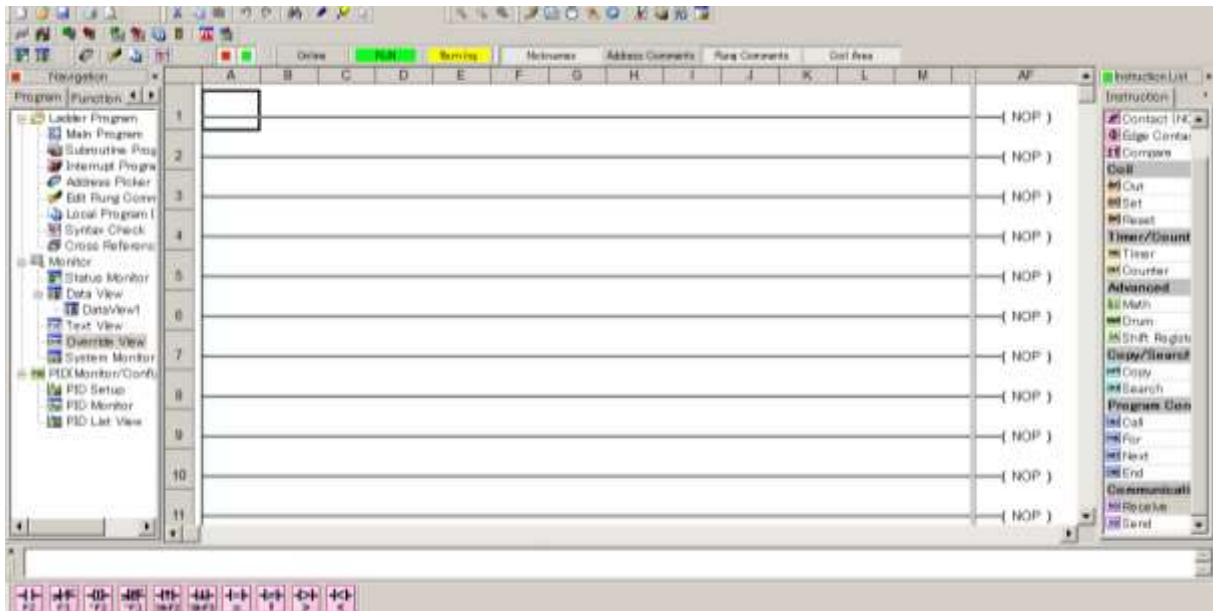 Online RUN Running Nicknames Address Comments Rung Comments Coil Area
Navigation
Program Function
Ladder Program
Main Program
Subroutine Prog
Interrupt Progra
Address Picker
Edit Rung Comm
Local Program I
Syntax Check
Cross Referenc
Monitor
Status Monitor
Data View
DataView1
Text View
Override View
System Monitor
PID(Monitor/Confi
PID Setup
PID Monitor
PID List View
A B C D E F G H I J K L M AF
1 ( NOP )
2 ( NOP )
3 ( NOP )
4 ( NOP )
5 ( NOP )
6 ( NOP )
7 ( NOP )
8 ( NOP )
9 ( NOP )
10 ( NOP )
11 ( NOP )
Instruction List
Instruction
Contact (NC
Edge Contac
Compare
Coil
Out
Set
Reset
Timer/Count
Timer
Counter
Advanced
Math
Drum
Shift Registe
Copy/Search
Copy
Search
Program Con
Call
For
Next
End
Communicati
Receive
Send